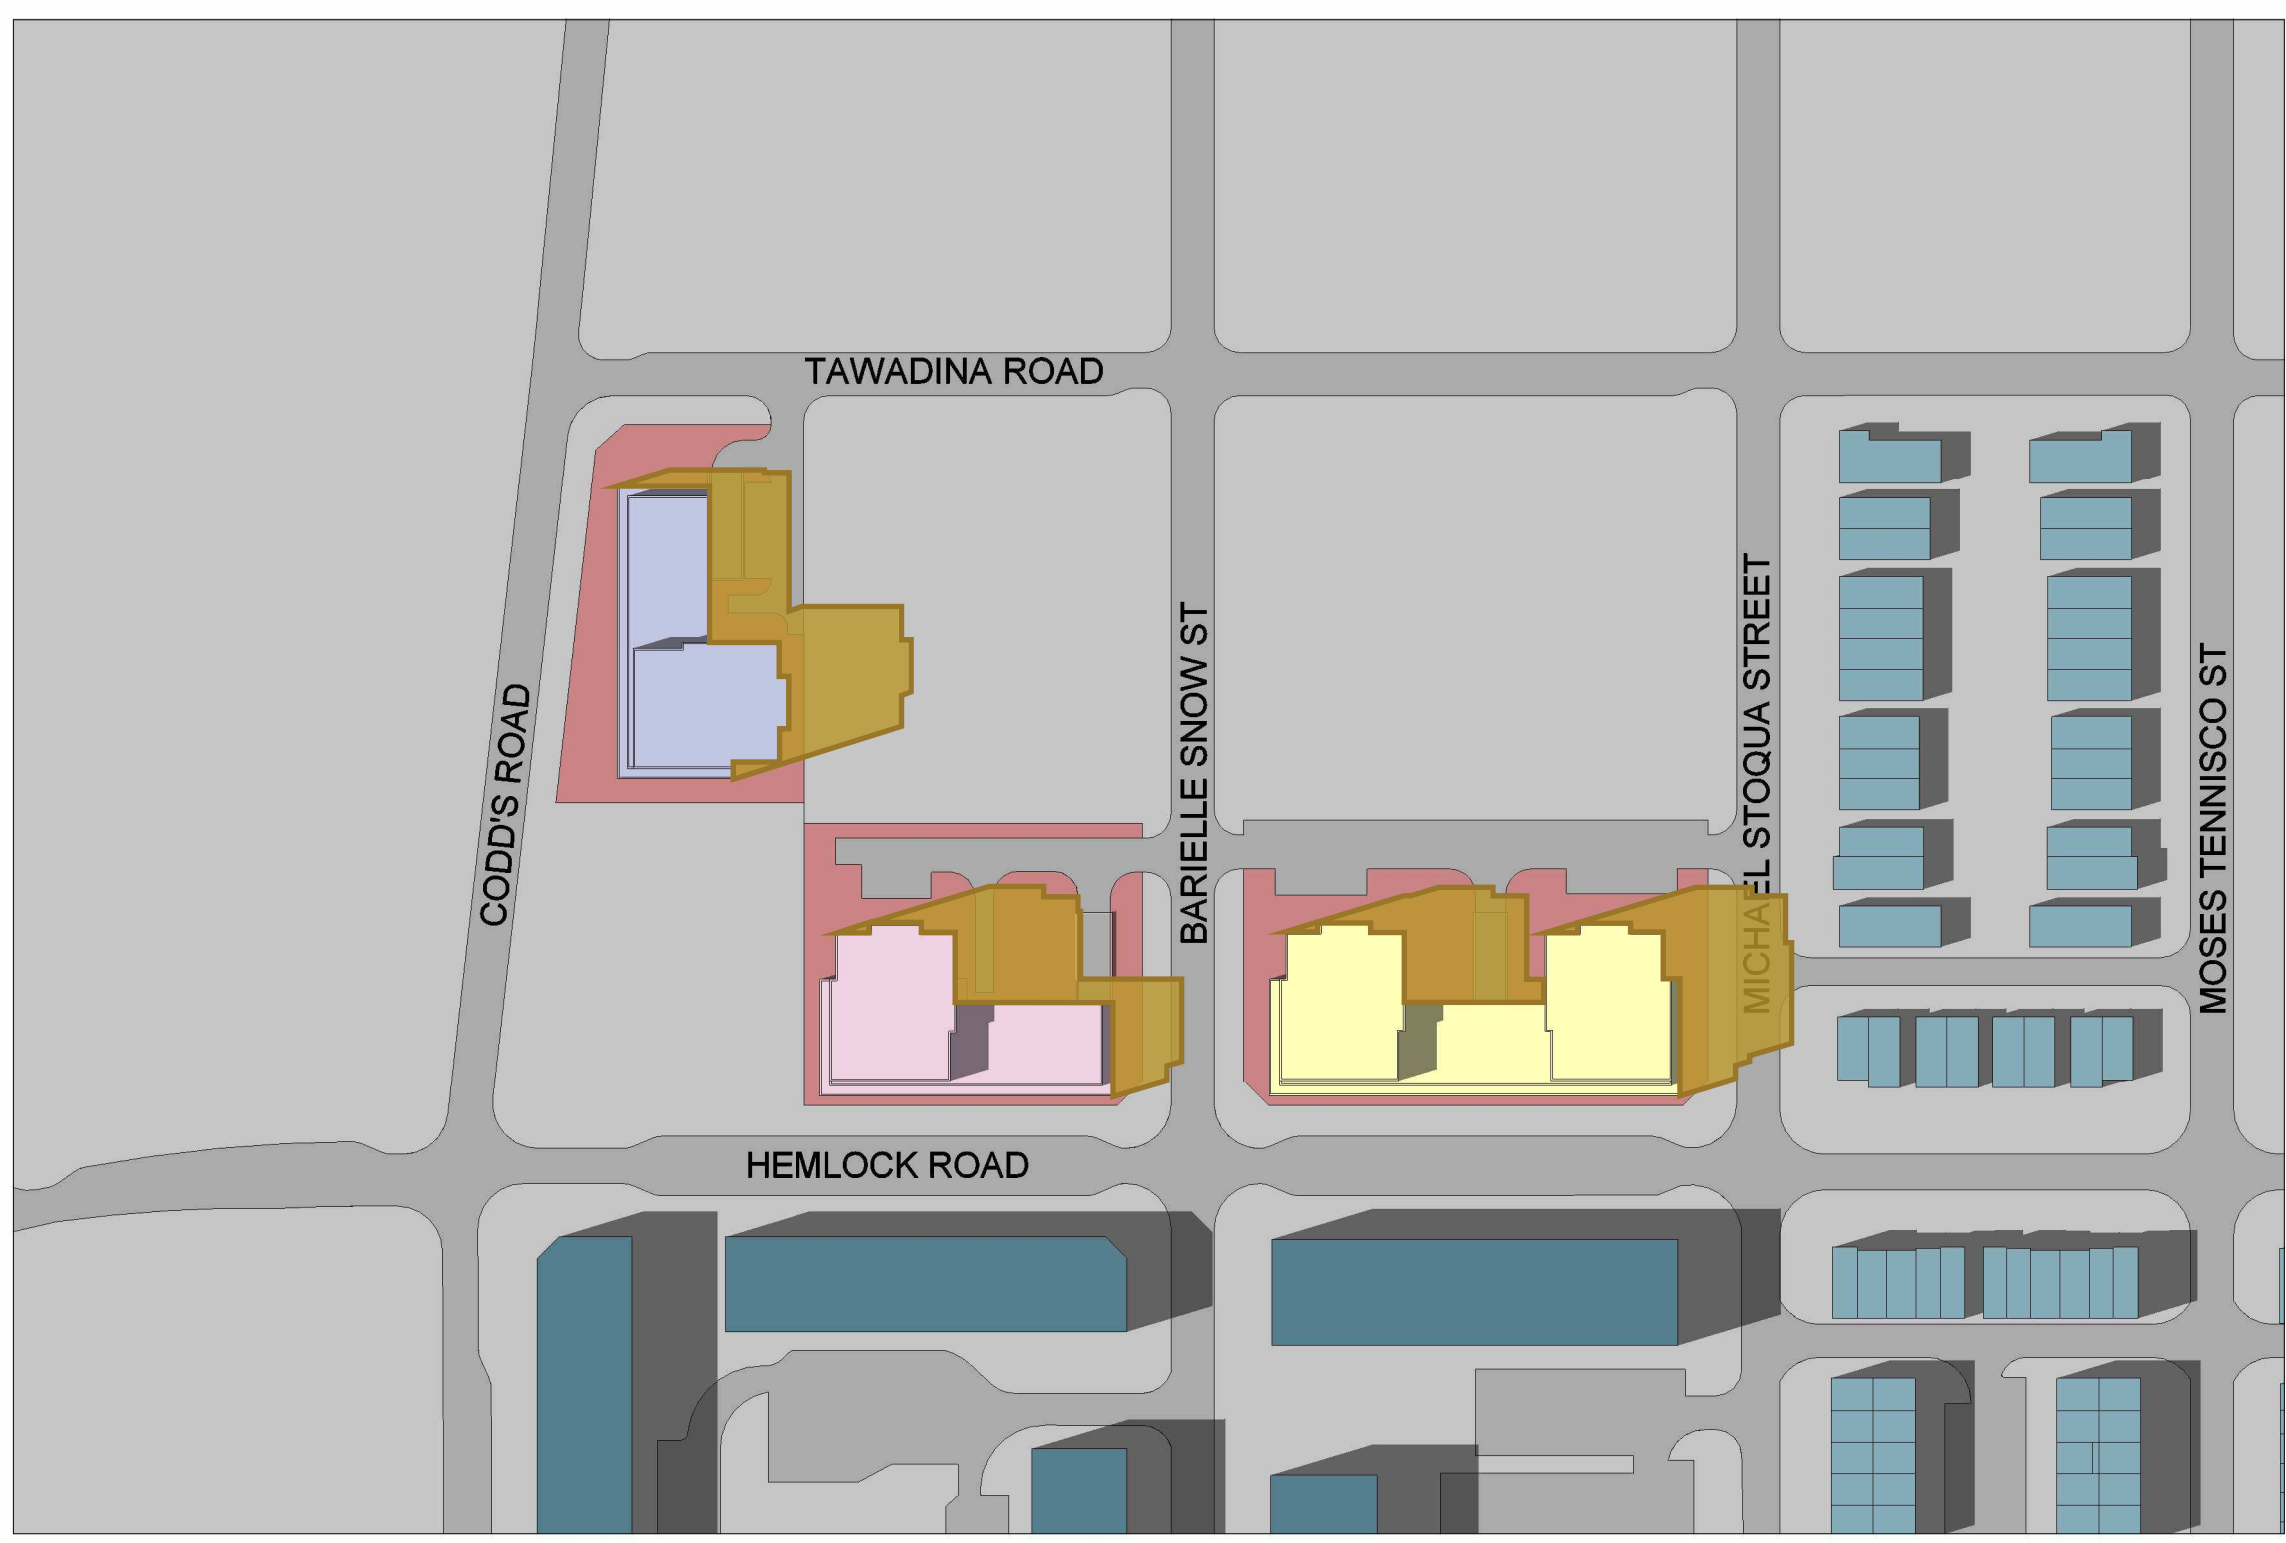 TAWADINA ROAD
CODD'S ROAD
BARIELLE SNOW ST
MICHAEL STOQUA STREET
MOSES TENNISCO ST
HEMLOCK ROAD